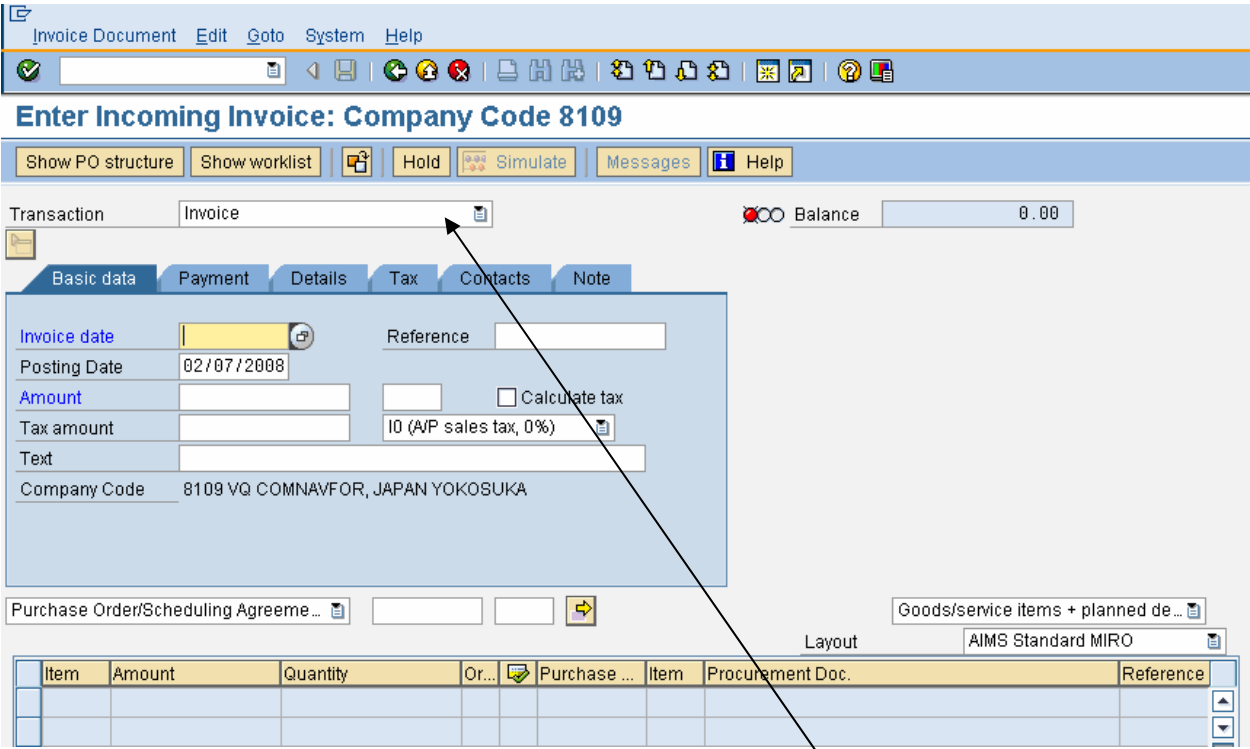 Invoice Document Edit Goto System Help
Enter Incoming Invoice: Company Code 8109
Show PO structure Show worklist Hold Simulate Messages Help
Transaction Invoice Balance 0.00
Basic data Payment Details Tax Contacts Note
Invoice date Reference
Posting Date 02/07/2008
Amount Calculate tax
Tax amount I0 (A/P sales tax, 0%)
Text
Company Code 8109 VQ COMNAVFOR, JAPAN YOKOSUKA
Purchase Order/Scheduling Agreeme… Goods/service items + planned de…
Layout AIMS Standard MIRO
Item Amount Quantity Or… Purchase … Item Procurement Doc. Reference